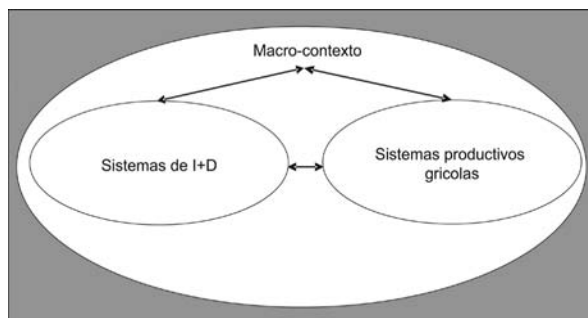 Macro-contexto
Sistemas de I+D
Sistemas productivos
gricolas